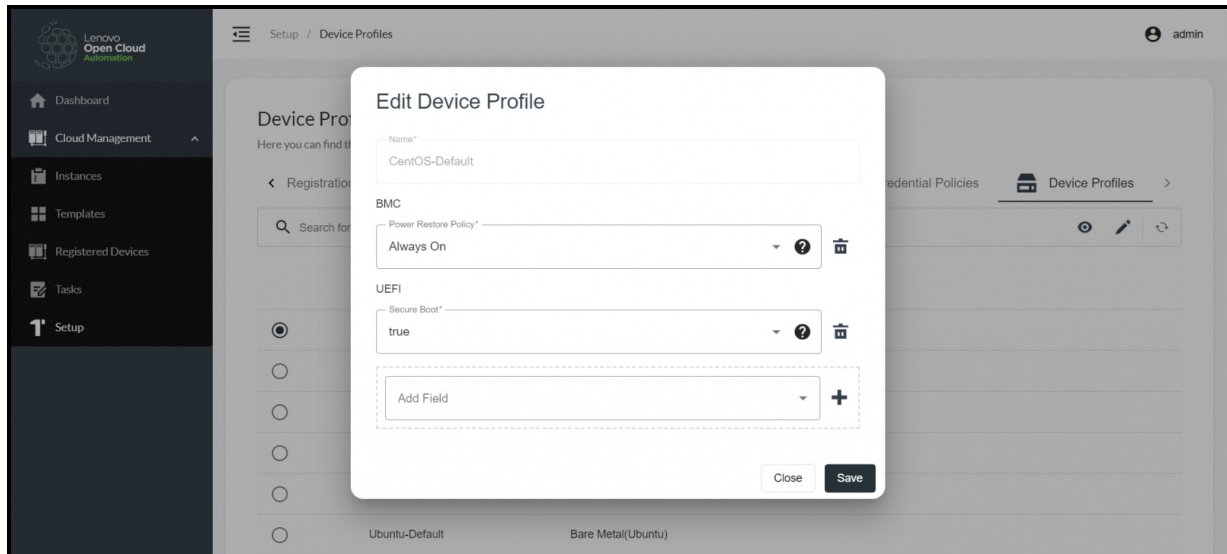 Lenovo
Open Cloud
Automation
Setup / Device Profiles
admin
Dashboard
Cloud Management
Instances
Templates
Registered Devices
Tasks
Setup
Device Pro
Here you can find th
Registration
redential Policies
Device Profiles
Search for
Edit Device Profile
Name*
CentOS-Default
BMC
Power Restore Policy*
Always On
UEFI
Secure Boot*
true
Add Field
Close
Save
Ubuntu-Default
Bare Metal(Ubuntu)